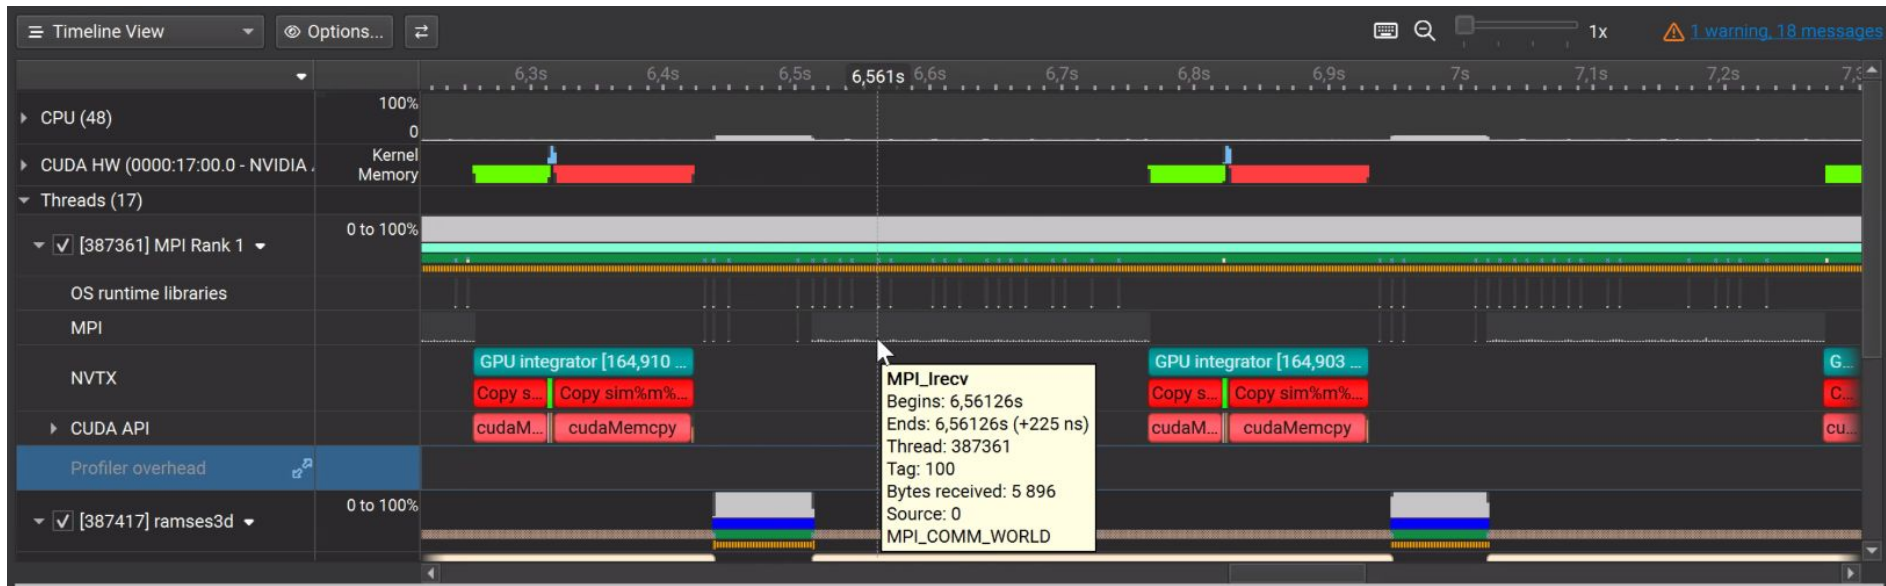 Timeline View
Options...
1x
1 warning, 18 messages
6,3s 6,4s 6,5s 6,561s 6,6s 6,7s 6,8s 6,9s 7s 7,1s 7,2s
CPU (48)
100%
0
CUDA HW (0000:17:00.0 - NVIDIA
Kernel
Memory
Threads (17)
[387361] MPI Rank 1
0 to 100%
OS runtime libraries
MPI
NVTX
GPU integrator [164,910 ... GPU integrator [164,903 ... G...
Copy s... Copy sim%m%... Copy s... Copy sim%m%... C...
CUDA API
cudaM... cudaMemcpy cudaM... cudaMemcpy cu...
Profiler overhead
[387417] ramses3d
0 to 100%
MPI_Irecv
Begins: 6,56126s
Ends: 6,56126s (+225 ns)
Thread: 387361
Tag: 100
Bytes received: 5 896
Source: 0
MPI_COMM_WORLD